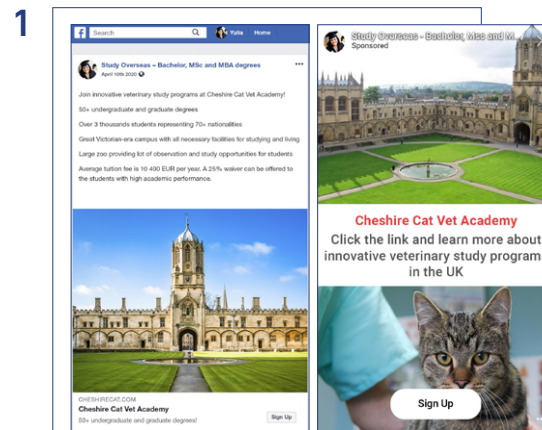 1
f Search Yulia Home
Study Overseas – Bachelor, MSc and MBA degrees
April 10th 2020
Join innovative veterinary study programs at Cheshire Cat Vet Academy!
50+ undergraduate and graduate degrees
Over 3 thousands students representing 70+ nationalities
Great Victorian-era campus with all necessary facilities for studying and living
Large zoo providing lot of observation and study opportunities for students
Average tuition fee is 10 400 EUR per year. A 25% waiver can be offered to
the students with high academic performance.
CHESHIRECAT.COM
Cheshire Cat Vet Academy
50+ undergraduate and graduate degrees!
Sign Up
Study Overseas - Bachelor, Msc and M...
Sponsored
Cheshire Cat Vet Academy
Click the link and learn more about
innovative veterinary study program
in the UK
Sign Up